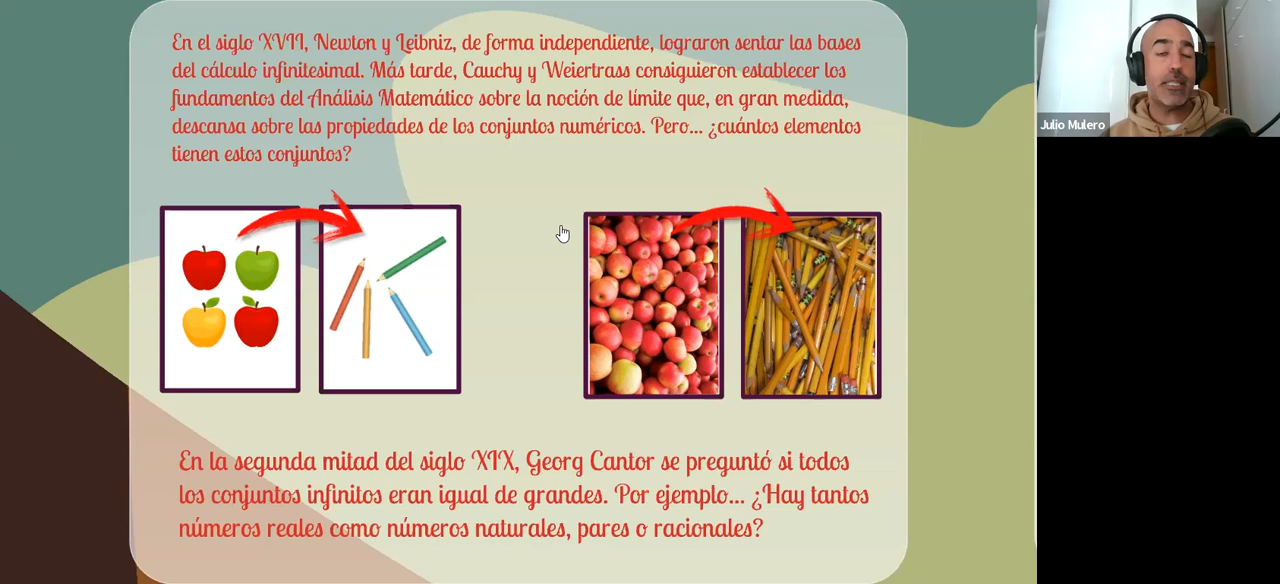 En el siglo XVII, Newton y Leibniz, de forma independiente, lograron sentar las bases
del cálculo infinitesimal. Más tarde, Cauchy y Weiertrass consiguieron establecer los
fundamentos del Análisis Matemático sobre la noción de límite que, en gran medida,
descansa sobre las propiedades de los conjuntos numéricos. Pero... ¿cuántos elementos
tienen estos conjuntos?
En la segunda mitad del siglo XIX, Georg Cantor se preguntó si todos
los conjuntos infinitos eran igual de grandes. Por ejemplo... ¿Hay tantos
números reales como números naturales, pares o racionales?
Julio Mulero